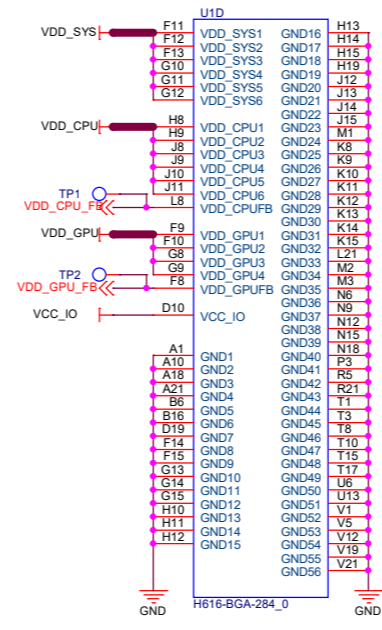 U1D
VDD_SYS
F11 VDD_SYS1
F12 VDD_SYS2
F13 VDD_SYS3
G10 VDD_SYS4
G11 VDD_SYS5
G12 VDD_SYS6
VDD_CPU
H8 VDD_CPU1
H9 VDD_CPU2
J8 VDD_CPU3
J9 VDD_CPU4
J10 VDD_CPU5
J11 VDD_CPU6
TP1
VDD_CPU_FB
L8 VDD_CPUFB
VDD_GPU
F9 VDD_GPU1
F10 VDD_GPU2
G8 VDD_GPU3
G9 VDD_GPU4
TP2
VDD_GPU_FB
F8 VDD_GPUFB
VCC_IO
D10 VCC_IO
A1 GND1
A10 GND2
A18 GND3
A21 GND4
B6 GND5
B16 GND6
D19 GND7
F14 GND8
F15 GND9
G13 GND10
G14 GND11
G15 GND12
H10 GND13
H11 GND14
H12 GND15
GND
GND16 H13
GND17 H14
GND18 H15
GND19 H19
GND20 J12
GND21 J13
GND22 J14
GND23 J15
GND24 M1
GND25 K8
GND26 K9
GND27 K10
GND28 K11
GND29 K12
GND30 K13
GND31 K14
GND32 K15
GND33 L21
GND34 M2
GND35 M3
GND36 N6
GND37 N9
GND38 N12
GND39 N15
GND40 N18
GND41 P3
GND42 R5
GND43 R21
GND44 T1
GND45 T3
GND46 T8
GND47 T10
GND48 T15
GND49 T17
GND50 U6
GND51 U13
GND52 V1
GND53 V5
GND54 V12
GND55 V19
GND56 V21
GND
H616-BGA-284_0